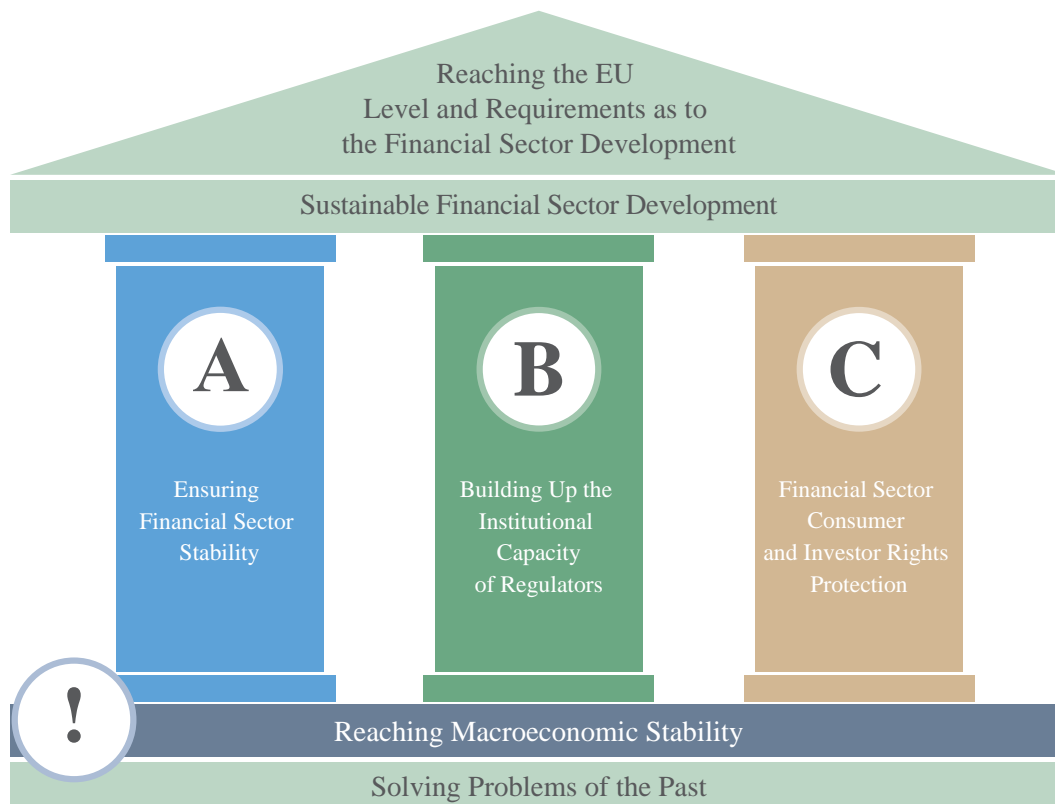 Reaching the EU
Level and Requirements as to
the Financial Sector Development
Sustainable Financial Sector Development
A
Ensuring
Financial Sector
Stability
B
Building Up the
Institutional
Capacity
of Regulators
C
Financial Sector
Consumer
and Investor Rights
Protection
!
Reaching Macroeconomic Stability
Solving Problems of the Past